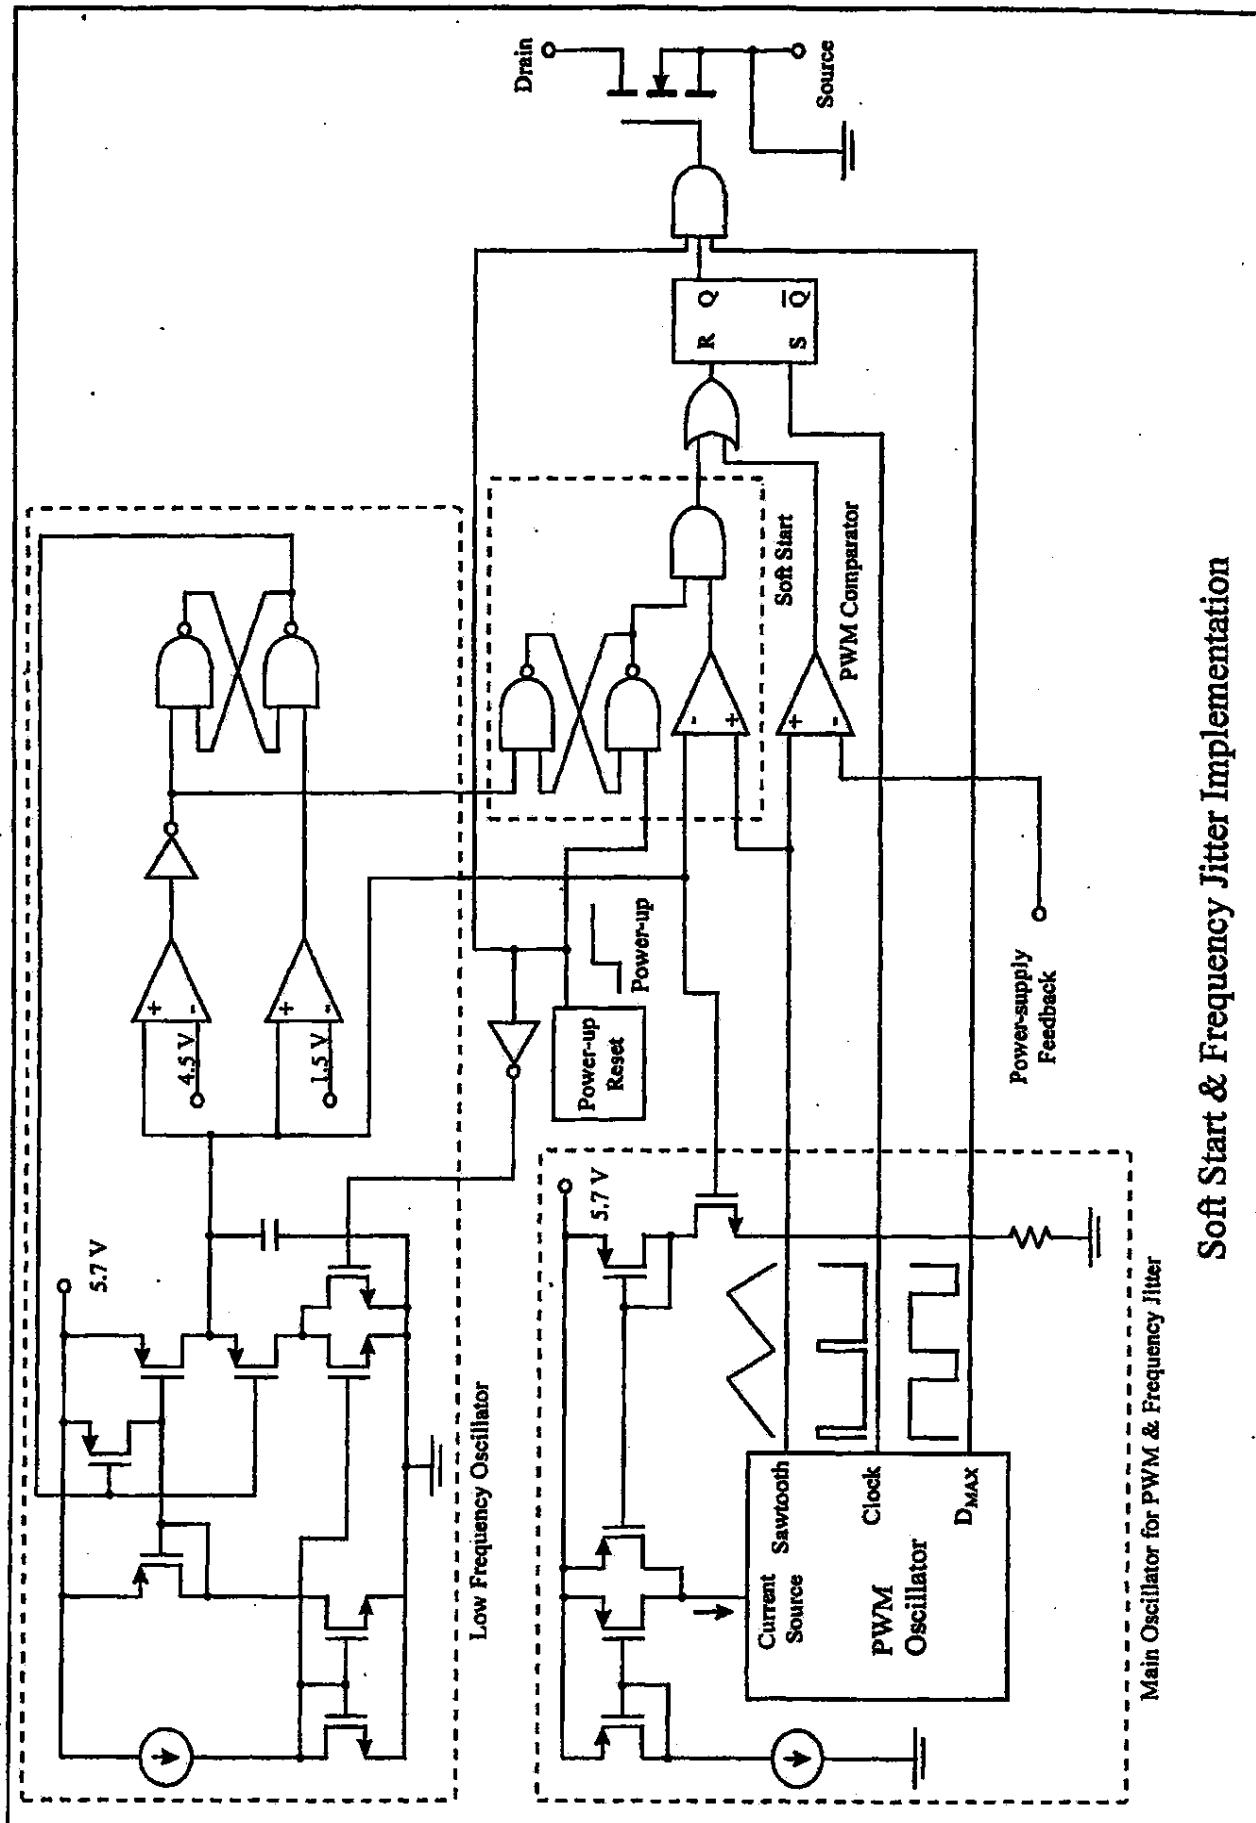 5.7 V
4.5 V
1.5 V
+
-
+
-
Low Frequency Oscillator
Power-up
Reset
Power-up
-
+
Soft Start
+
-
PWM Comparator
R Q
S Q̅
Drain
Source
5.7 V
Current
Source
Sawtooth
PWM
Oscillator
Clock
DMAX
Power-supply
Feedback
Main Oscillator for PWM & Frequency Jitter
Soft Start & Frequency Jitter Implementation